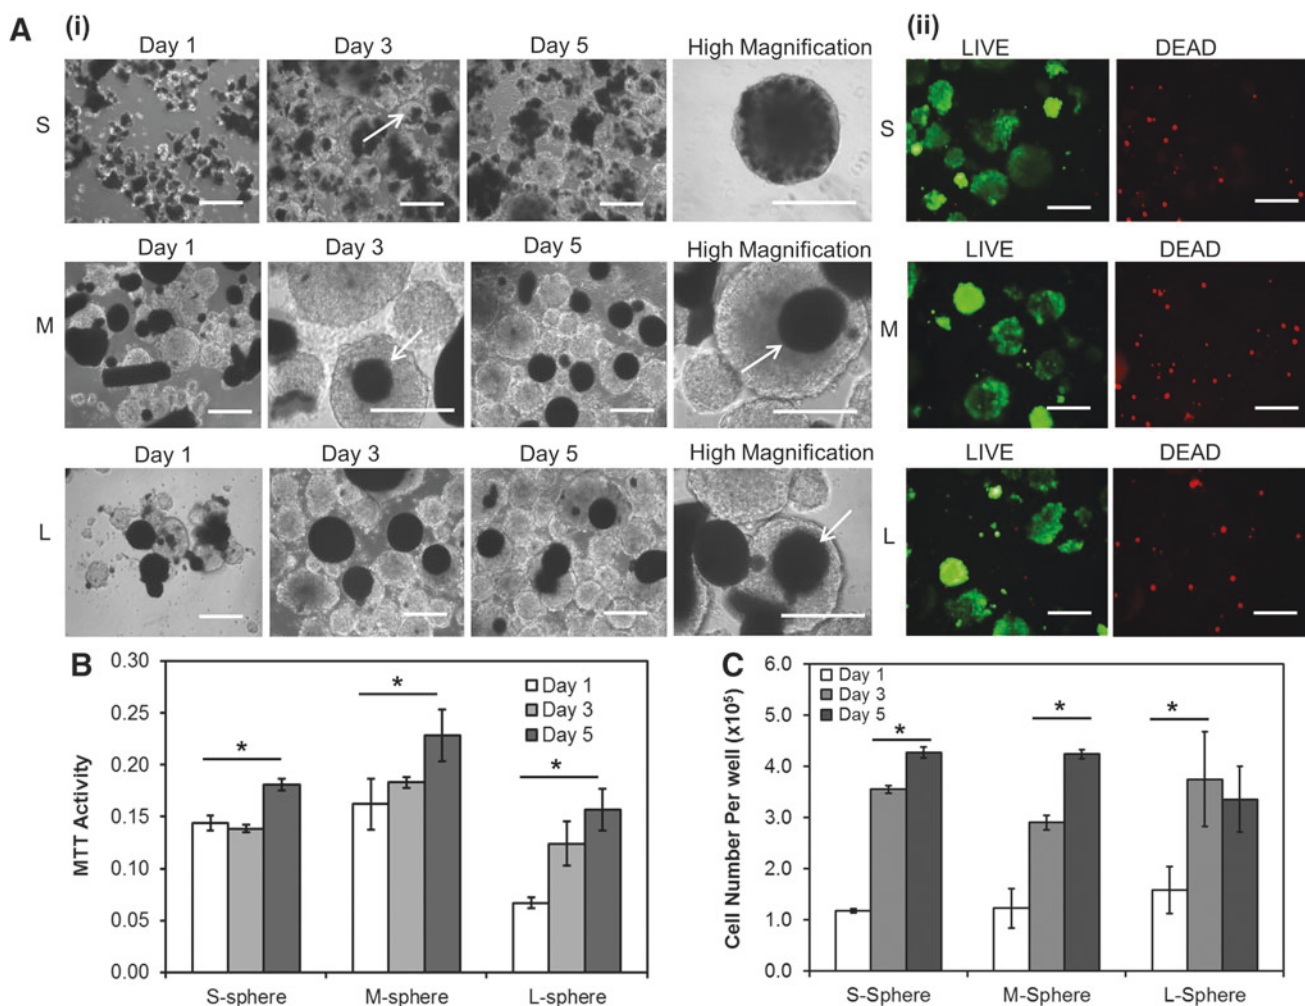 A (i) (ii)
Day 1 Day 3 Day 5 High Magnification LIVE DEAD
S S
Day 1 Day 3 Day 5 High Magnification LIVE DEAD
M M
Day 1 Day 3 Day 5 High Magnification LIVE DEAD
L L
B
MTT Activity
0.30
0.25
0.20
0.15
0.10
0.05
0.00
* * *
Day 1
Day 3
Day 5
S-sphere M-sphere L-sphere
C
Cell Number Per well (x10⁵)
6.0
5.0
4.0
3.0
2.0
1.0
0.0
Day 1
Day 3
Day 5
* * *
S-Sphere M-Sphere L-Sphere